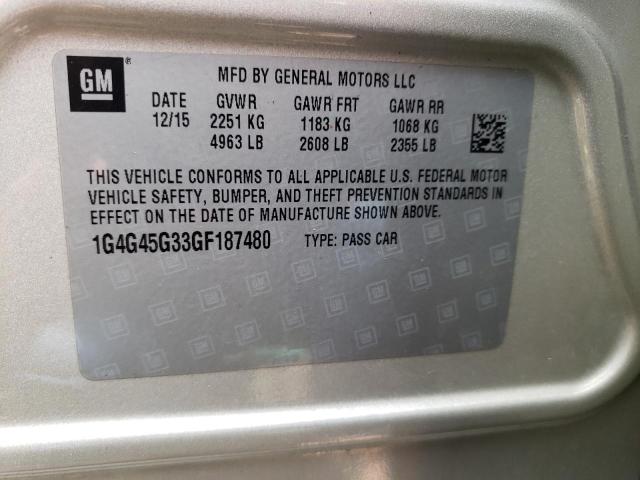 GM®
MFD BY GENERAL MOTORS LLC
DATE GVWR GAWR FRT GAWR RR
12/15 2251 KG 1183 KG 1068 KG
4963 LB 2608 LB 2355 LB
THIS VEHICLE CONFORMS TO ALL APPLICABLE U.S. FEDERAL MOTOR
VEHICLE SAFETY, BUMPER, AND THEFT PREVENTION STANDARDS IN
EFFECT ON THE DATE OF MANUFACTURE SHOWN ABOVE.
1G4G45G33GF187480 TYPE: PASS CAR